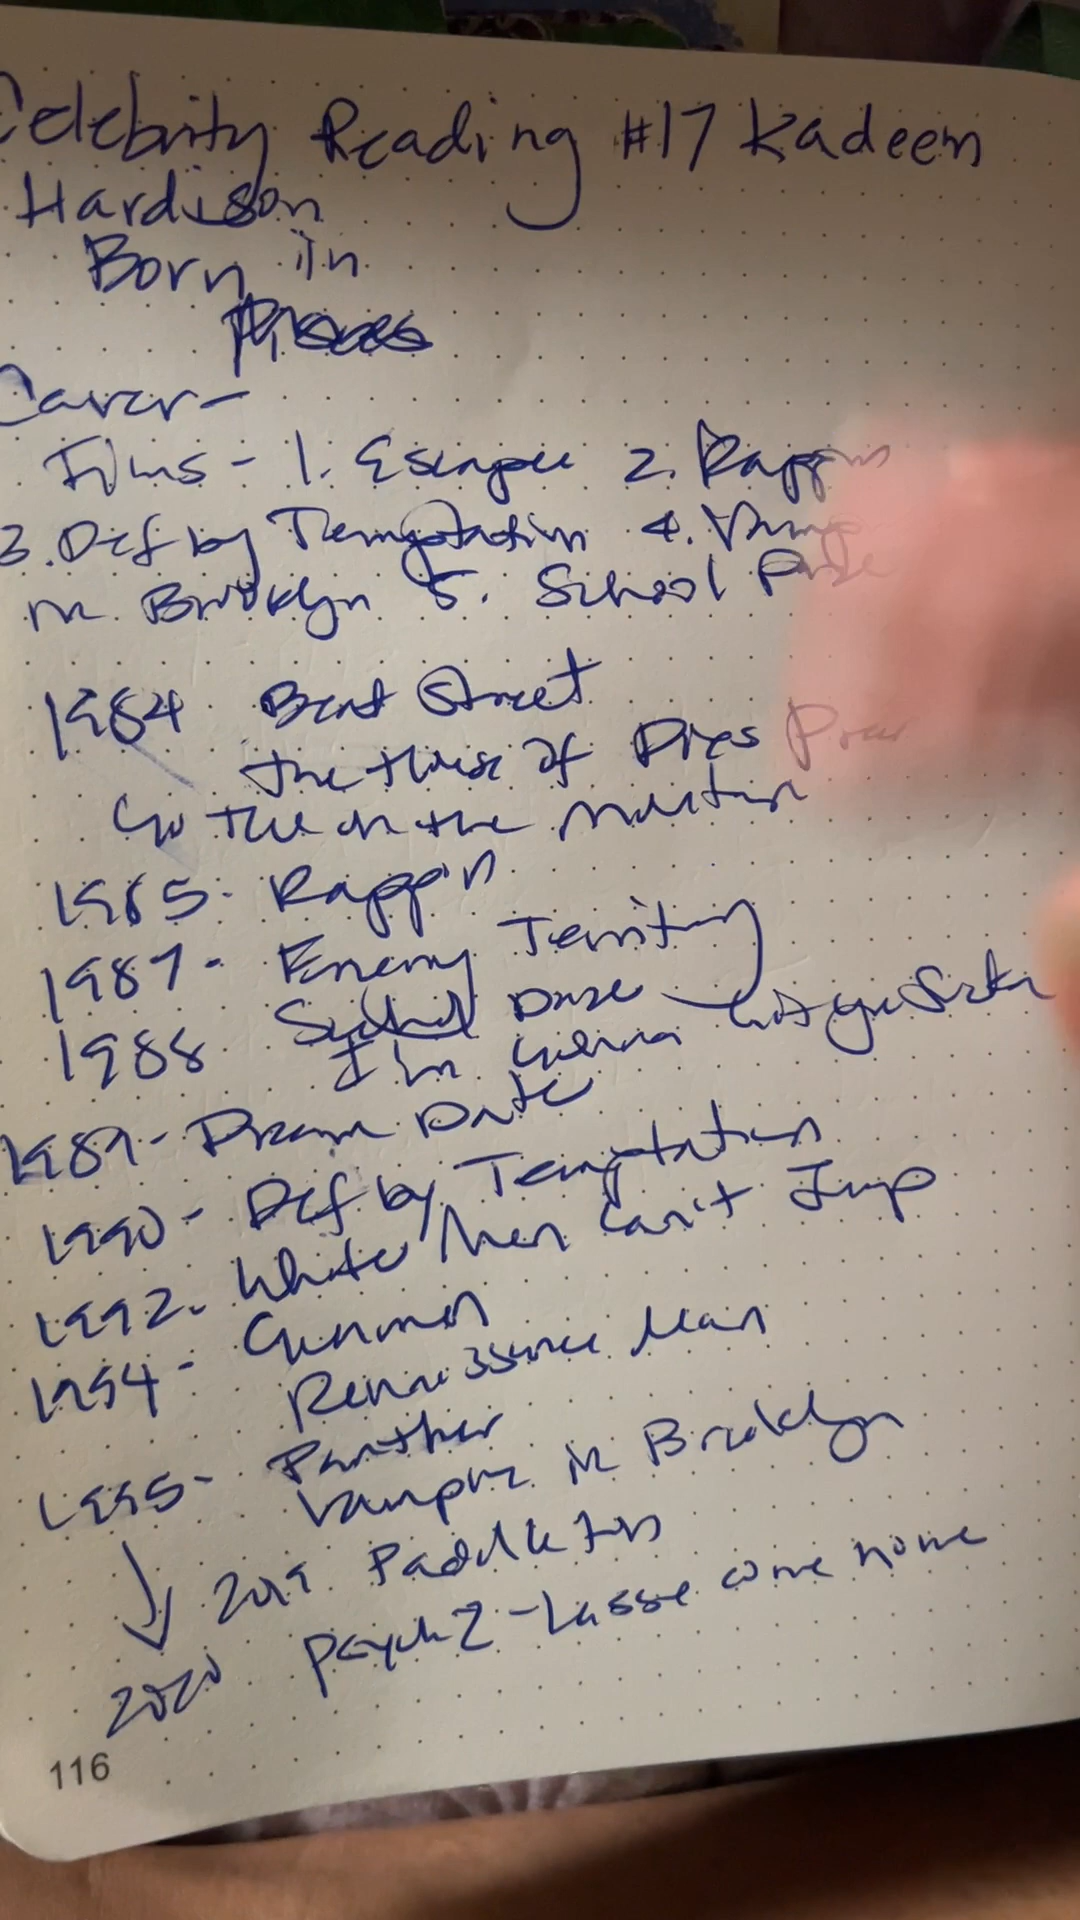 Celebrity Reading #17 Kadeem
Hardison
Born in
Career-
Films - 1. Escapee 2. Rappin
3. Def by Temptation 4.
in Brooklyn 5. School
1984 Beat Street
The House of Dies
Go Tell it on the Mountain
1985. Rappin
1987. Enemy Territory
1988 School Daze
I'm Gonna Git You Sucka
1989- Dream Date
1990- Def by Temptation
1992. White Men Can't Jump
1994- Gunmen
Renaissance Man
1995- Panther
Vampire in Brooklyn
2019 Paddleton
2020 Psych 2 - Lassie come home
116